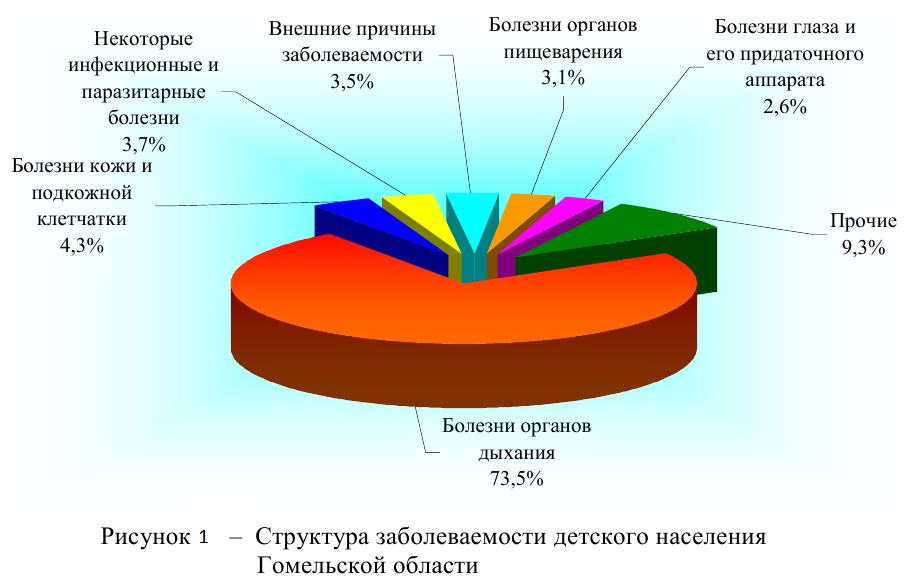 Некоторые
инфекционные и
паразитарные
болезни
3,7%
Внешние причины
заболеваемости
3,5%
Болезни органов
пищеварения
3,1%
Болезни глаза и
его придаточного
аппарата
2,6%
Болезни кожи и
подкожной
клетчатки
4,3%
Прочие
9,3%
Болезни органов
дыхания
73,5%
Рисунок 1 – Структура заболеваемости детского населения
Гомельской области